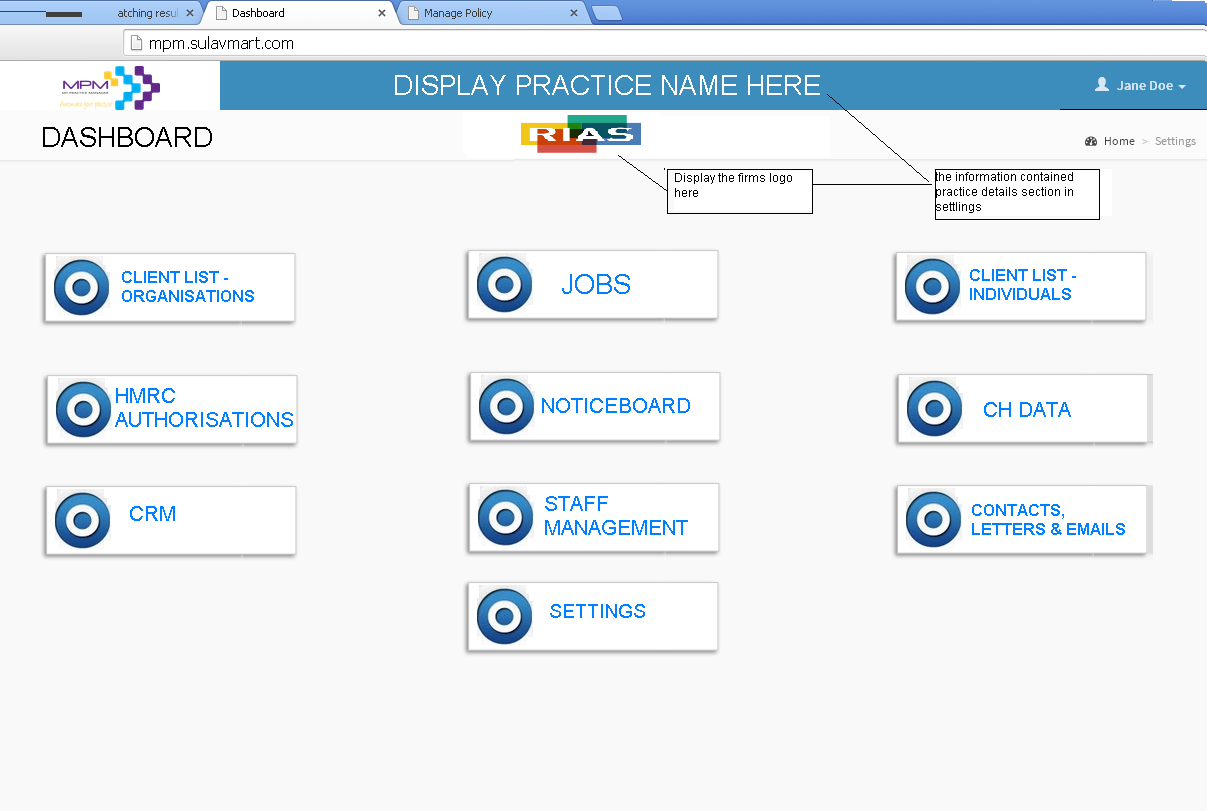 atching resul
Dashboard
Manage Policy
mpm.sulavmart.com
MPM
DISPLAY PRACTICE NAME HERE
Jane Doe
DASHBOARD
RIAS
Home > Settings
Display the firms logo
here
the information contained
practice details section in
settlings
CLIENT LIST -
ORGANISATIONS
JOBS
CLIENT LIST -
INDIVIDUALS
HMRC
AUTHORISATIONS
NOTICEBOARD
CH DATA
CRM
STAFF
MANAGEMENT
CONTACTS,
LETTERS & EMAILS
SETTINGS